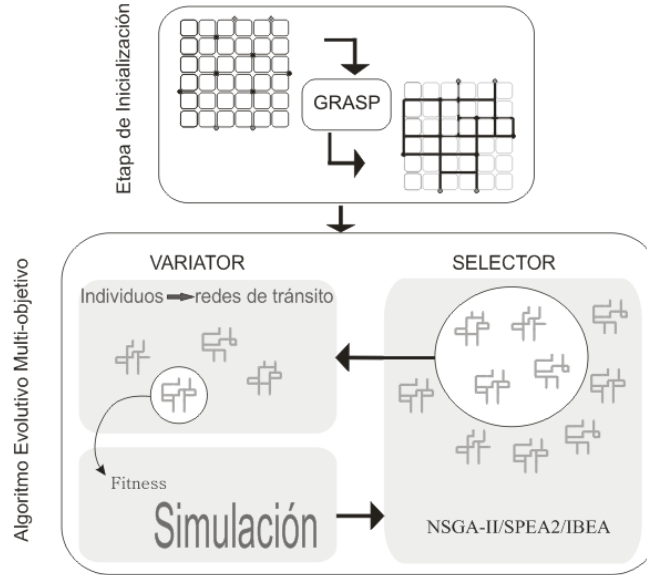 Etapa de Inicialización
GRASP
Algoritmo Evolutivo Multi-objetivo
VARIATOR
Individuos redes de tránsito
Fitness
Simulación
SELECTOR
NSGA-II/SPEA2/IBEA